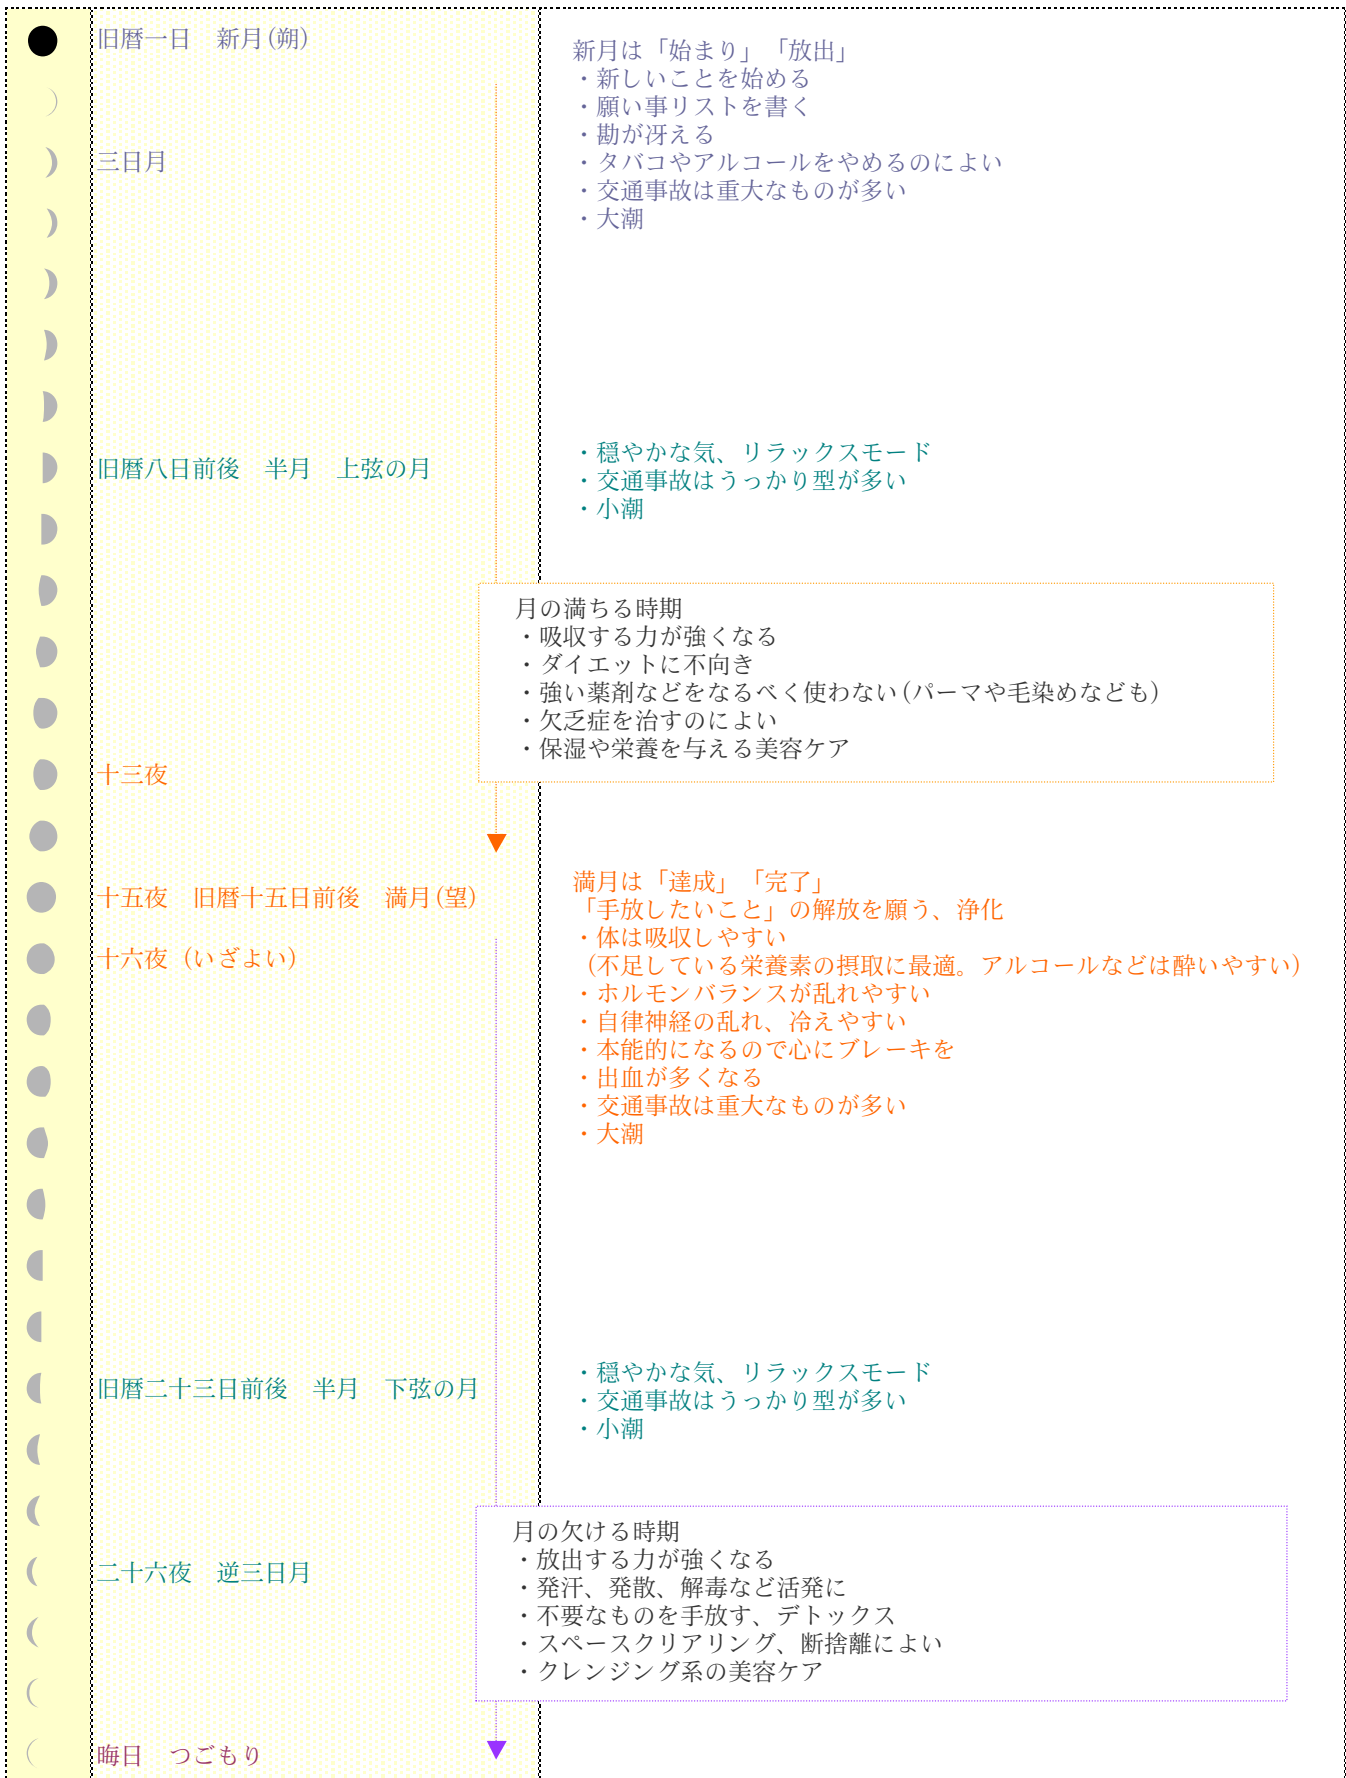 旧暦一日　新月(朔)
新月は「始まり」「放出」
・新しいことを始める
・願い事リストを書く
・勘が冴える
・タバコやアルコールをやめるのによい
・交通事故は重大なものが多い
・大潮
三日月
旧暦八日前後　半月　上弦の月
・穏やかな気、リラックスモード
・交通事故はうっかり型が多い
・小潮
月の満ちる時期
・吸収する力が強くなる
・ダイエットに不向き
・強い薬剤などをなるべく使わない(パーマや毛染めなども)
・欠乏症を治すのによい
・保湿や栄養を与える美容ケア
十三夜
十五夜　旧暦十五日前後　満月(望)
満月は「達成」「完了」
「手放したいこと」の解放を願う、浄化
・体は吸収しやすい
(不足している栄養素の摂取に最適。アルコールなどは酔いやすい)
・ホルモンバランスが乱れやすい
・自律神経の乱れ、冷えやすい
・本能的になるので心にブレーキを
・出血が多くなる
・交通事故は重大なものが多い
・大潮
十六夜(いざよい)
旧暦二十三日前後　半月　下弦の月
・穏やかな気、リラックスモード
・交通事故はうっかり型が多い
・小潮
月の欠ける時期
・放出する力が強くなる
・発汗、発散、解毒など活発に
・不要なものを手放す、デトックス
・スペースクリアリング、断捨離によい
・クレンジング系の美容ケア
二十六夜　逆三日月
晦日　つごもり